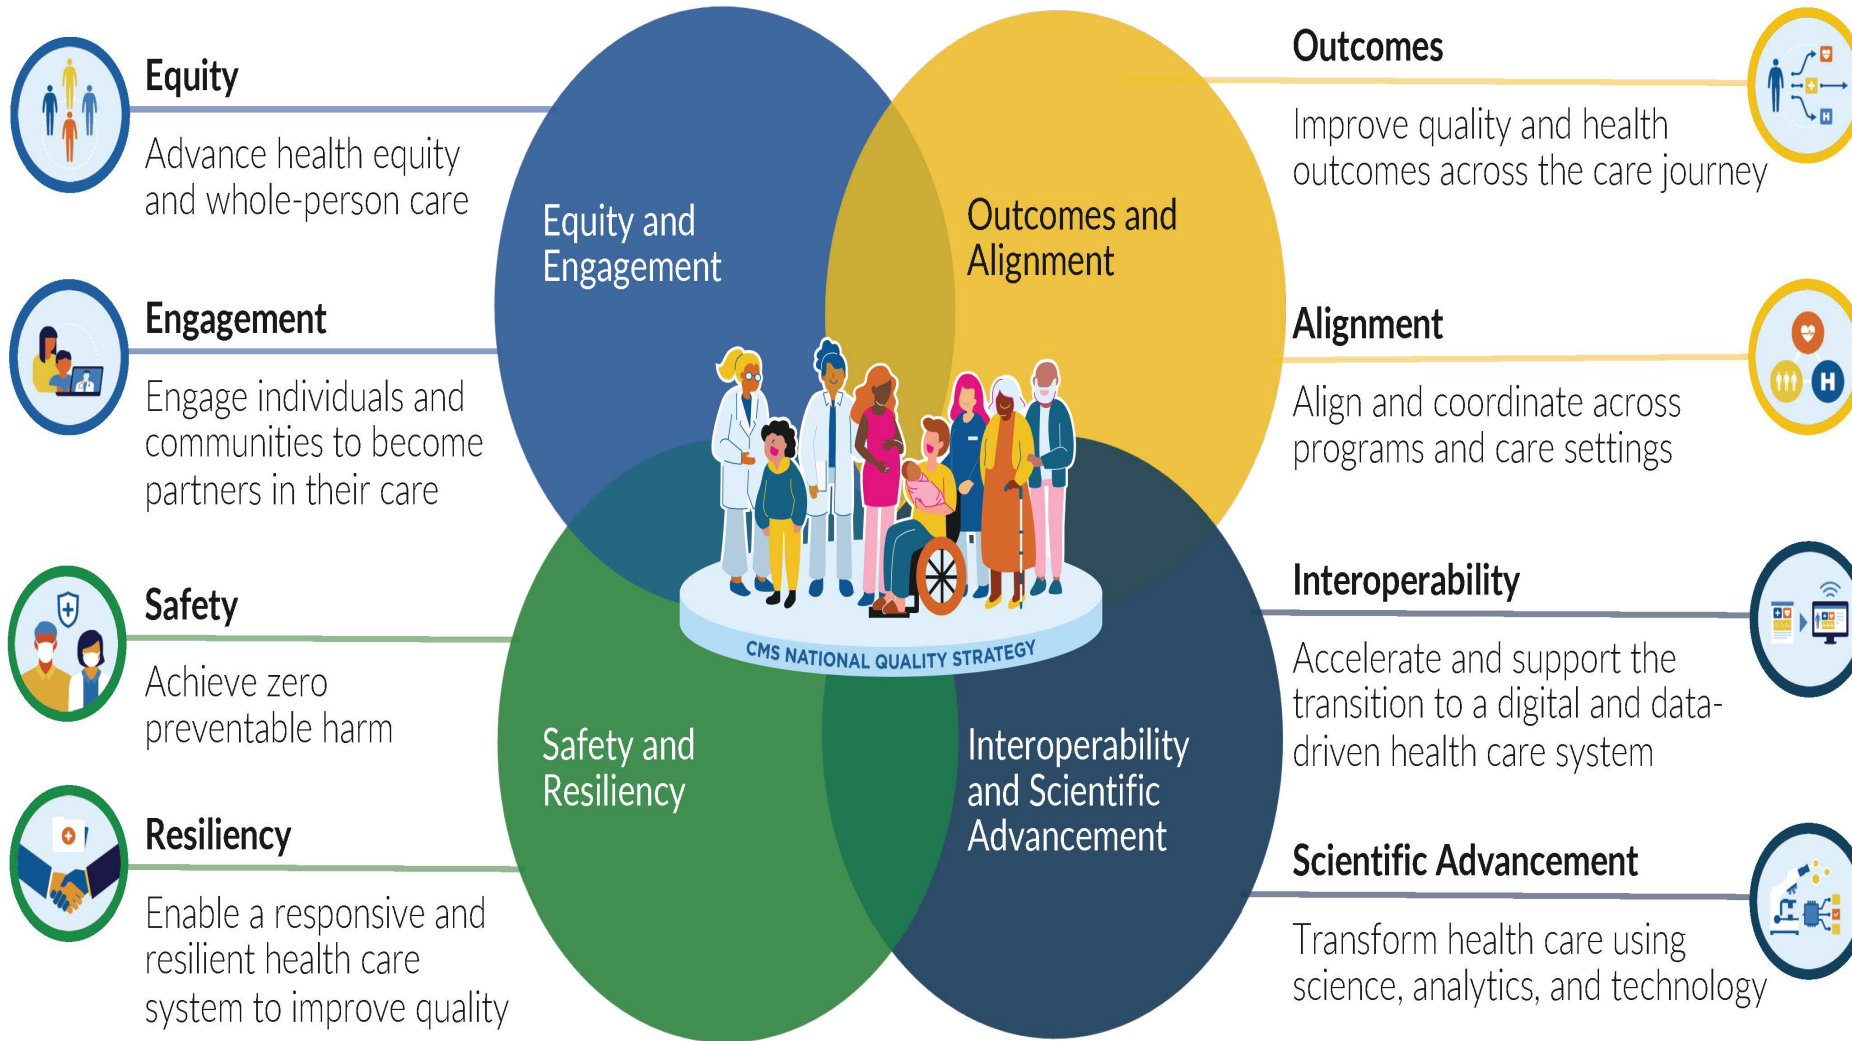 Equity
Advance health equity
and whole-person care
Engagement
Engage individuals and
communities to become
partners in their care
Safety
Achieve zero
preventable harm
Resiliency
Enable a responsive and
resilient health care
system to improve quality
Equity and
Engagement
Outcomes and
Alignment
CMS NATIONAL QUALITY STRATEGY
Safety and
Resiliency
Interoperability
and Scientific
Advancement
Outcomes
Improve quality and health
outcomes across the care journey
H
Alignment
Align and coordinate across
programs and care settings
H
Interoperability
Accelerate and support the
transition to a digital and data-
driven health care system
Scientific Advancement
Transform health care using
science, analytics, and technology